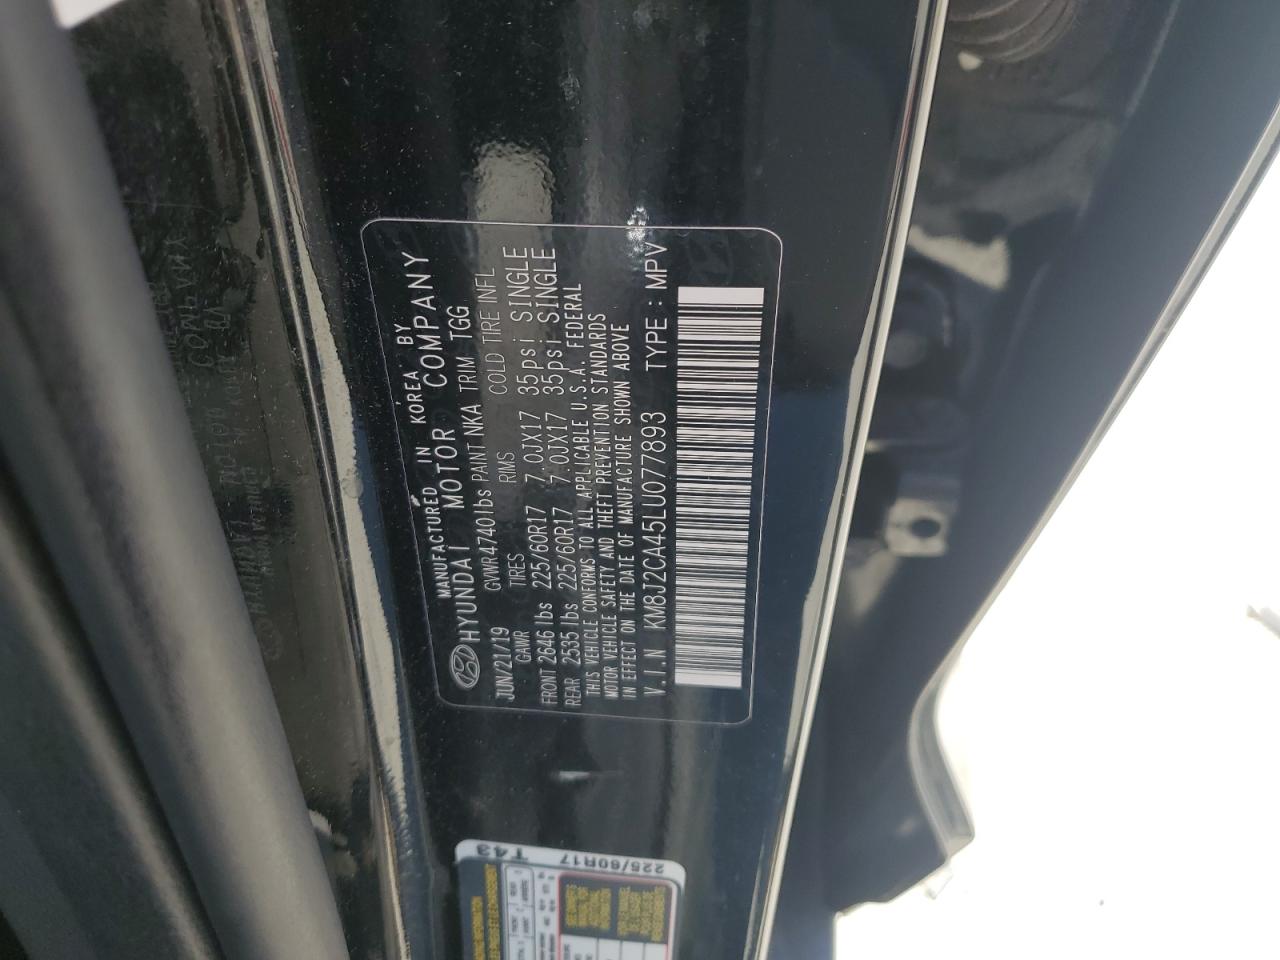 MANUFACTURED IN KOREA BY
HYUNDAI MOTOR COMPANY
JUN/21/19 GVWR4740lbs PAINT NKA TRIM TGG
GAWR TIRES RIMS COLD TIRE INFL
FRONT 2646 lbs 225/60R17 7.0JX17 35psi SINGLE
REAR 2535 lbs 225/60R17 7.0JX17 35psi SINGLE
THIS VEHICLE CONFORMS TO ALL APPLICABLE U.S.A. FEDERAL
MOTOR VEHICLE SAFETY AND THEFT PREVENTION STANDARDS
IN EFFECT ON THE DATE OF MANUFACTURE SHOWN ABOVE
V.I.N KM8J2CA45LU077893 TYPE : MPV
T43
225/60R17